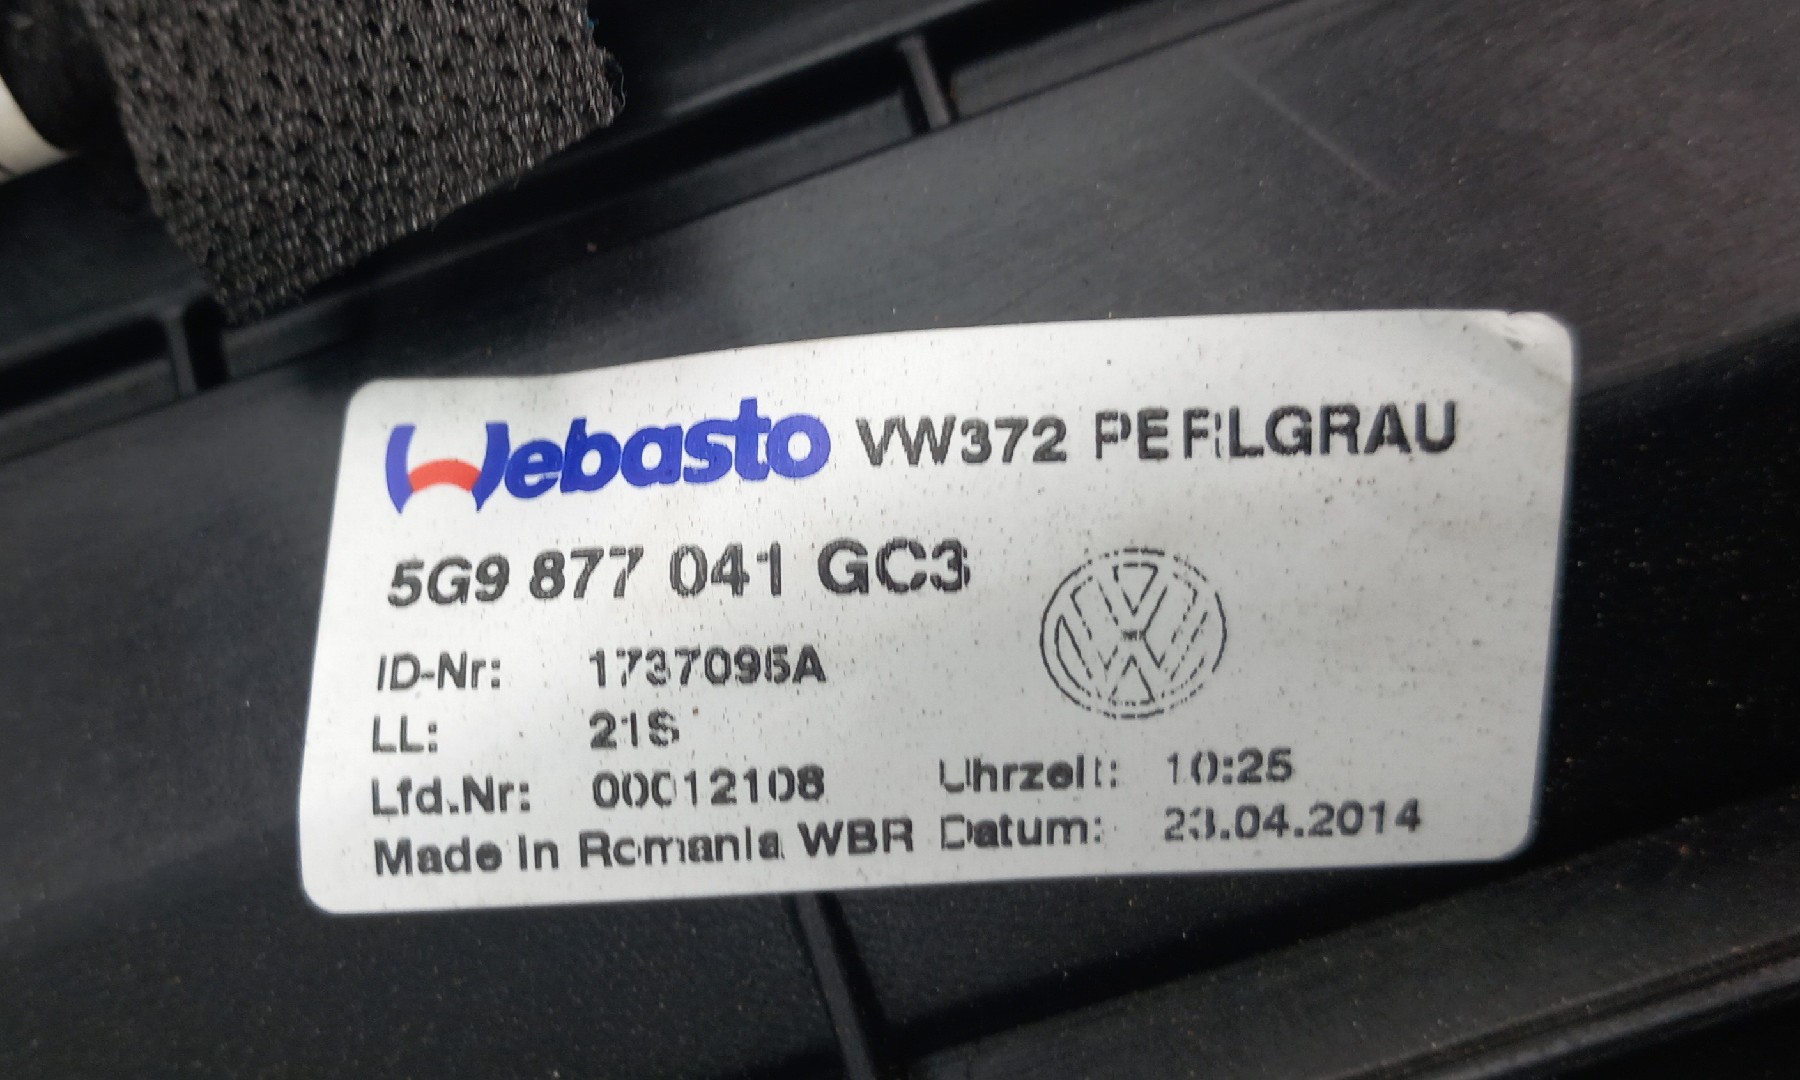 Webasto VW372 PERLGRAU
5G9 877 041 GC3
ID-Nr: 1737095A
LL: 21S
Lfd.Nr: 00012108 Uhrzeit: 10:25
Made in Romania WBR Datum: 23.04.2014